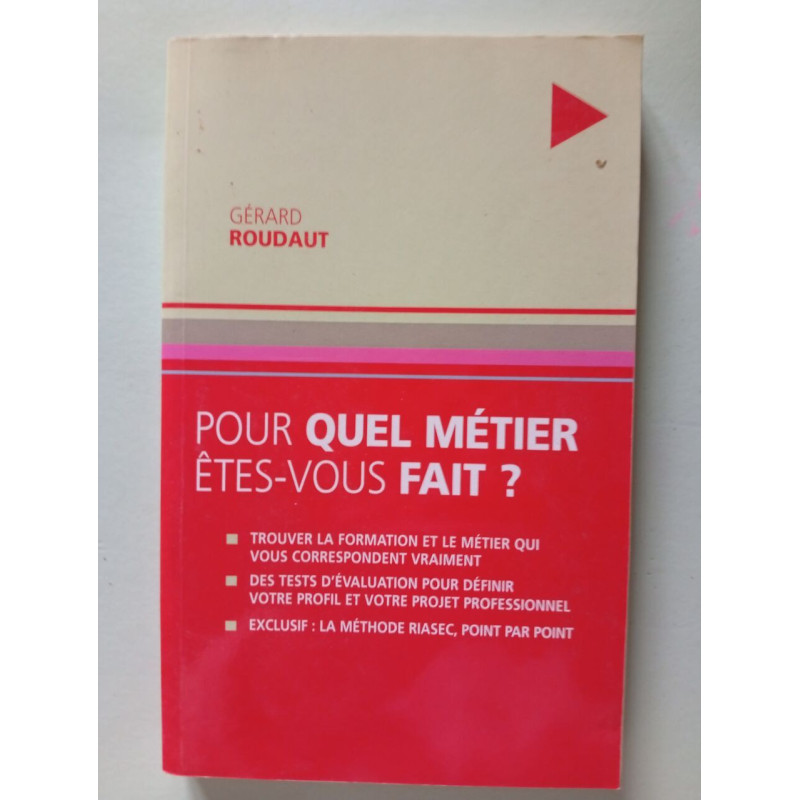 GÉRARD
ROUDAUT
POUR QUEL MÉTIER
ÊTES-VOUS FAIT ?
TROUVER LA FORMATION ET LE MÉTIER QUI
VOUS CORRESPONDENT VRAIMENT
DES TESTS D'ÉVALUATION POUR DÉFINIR
VOTRE PROFIL ET VOTRE PROJET PROFESSIONNEL
EXCLUSIF : LA MÉTHODE RIASEC, POINT PAR POINT